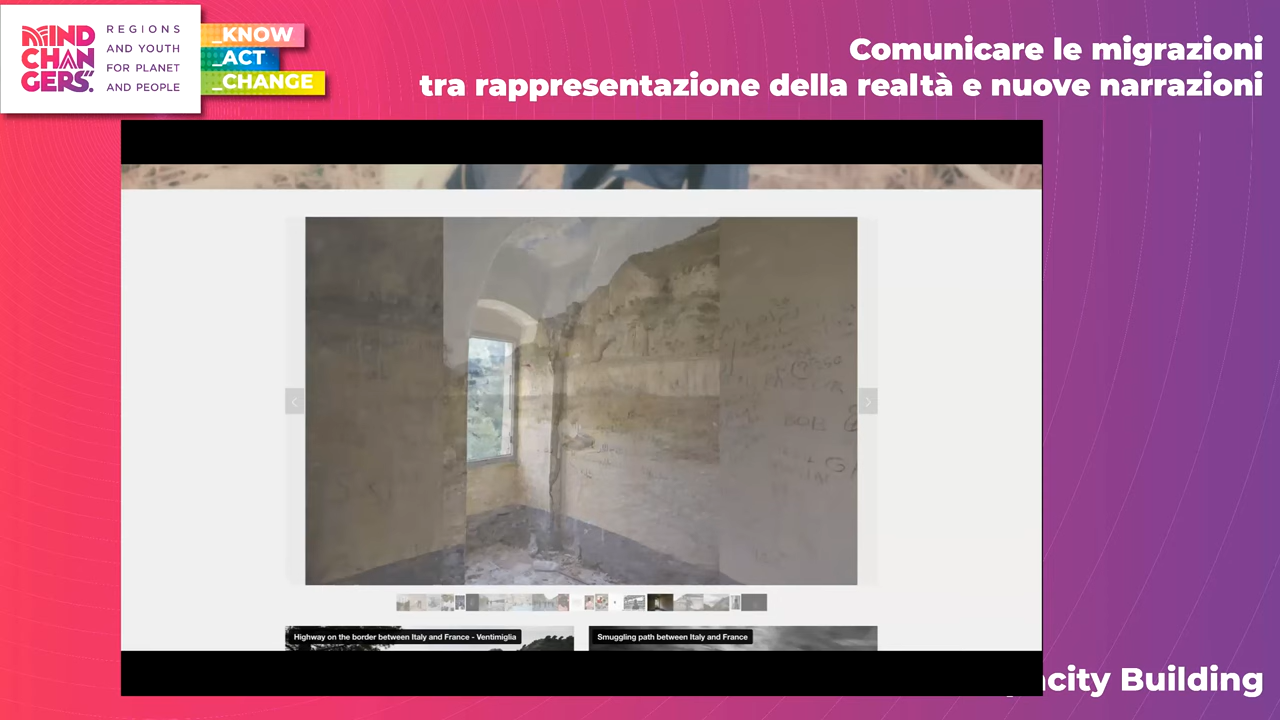 MIND
CHAN
GERS.
REGIONS
AND YOUTH
FOR PLANET
AND PEOPLE
_KNOW
_ACT
_CHANGE
Comunicare le migrazioni
tra rappresentazione della realtà e nuove narrazioni
Highway on the border between Italy and France - Ventimiglia
Smuggling path between Italy and France
Building